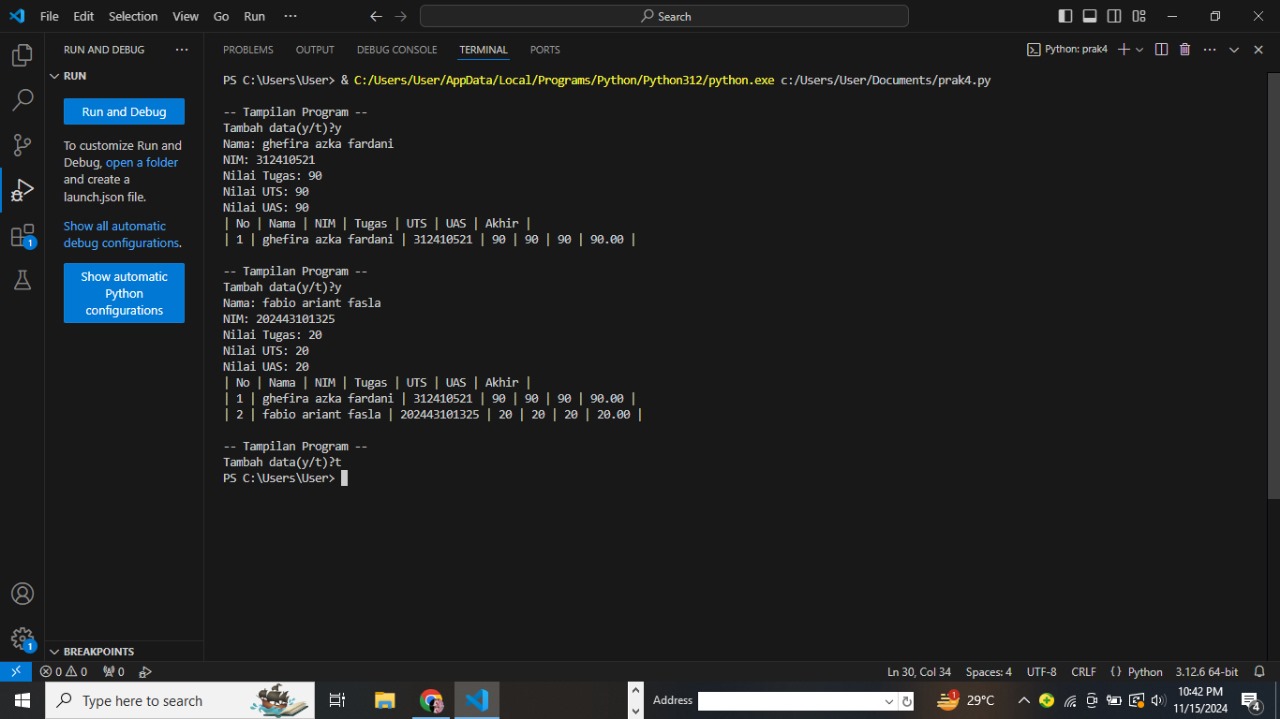 File Edit Selection View Go Run ··· Search
RUN AND DEBUG ···
RUN
Run and Debug
To customize Run and
Debug, open a folder
and create a
launch.json file.
Show all automatic
debug configurations.
Show automatic
Python
configurations
BREAKPOINTS
PROBLEMS OUTPUT DEBUG CONSOLE TERMINAL PORTS Python: prak4
PS C:\Users\User> & C:/Users/User/AppData/Local/Programs/Python/Python312/python.exe c:/Users/User/Documents/prak4.py
-- Tampilan Program --
Tambah data(y/t)?y
Nama: ghefira azka fardani
NIM: 312410521
Nilai Tugas: 90
Nilai UTS: 90
Nilai UAS: 90
| No | Nama | NIM | Tugas | UTS | UAS | Akhir |
| 1 | ghefira azka fardani | 312410521 | 90 | 90 | 90 | 90.00 |
-- Tampilan Program --
Tambah data(y/t)?y
Nama: fabio ariant fasla
NIM: 202443101325
Nilai Tugas: 20
Nilai UTS: 20
Nilai UAS: 20
| No | Nama | NIM | Tugas | UTS | UAS | Akhir |
| 1 | ghefira azka fardani | 312410521 | 90 | 90 | 90 | 90.00 |
| 2 | fabio ariant fasla | 202443101325 | 20 | 20 | 20 | 20.00 |
-- Tampilan Program --
Tambah data(y/t)?t
PS C:\Users\User>
1
1
0 0 0 Ln 30, Col 34 Spaces: 4 UTF-8 CRLF {} Python 3.12.6 64-bit
Type here to search Address 1 29°C 10:42 PM
11/15/2024 4